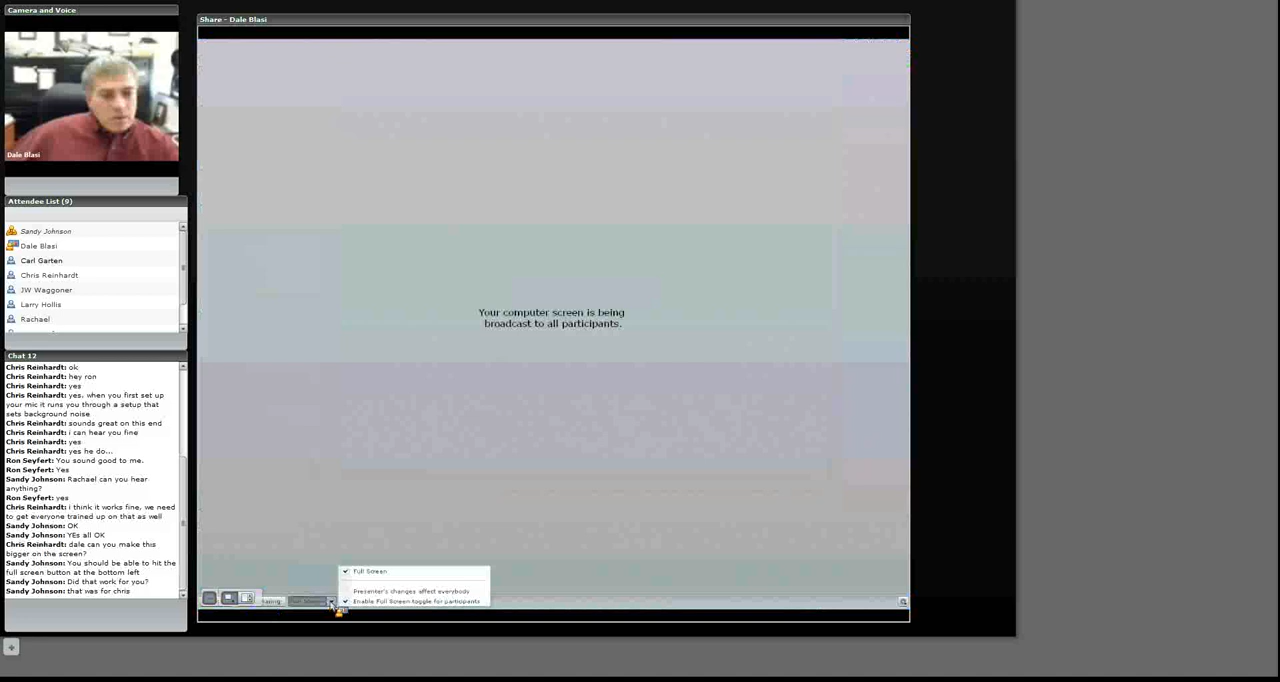 Camera and Voice
Dale Blasi
Attendee List (9)
Sandy Johnson
Dale Blasi
Carl Garten
Chris Reinhardt
JW Waggoner
Larry Hollis
Rachael
Chat 12
Chris Reinhardt: ok
Chris Reinhardt: hey ron
Chris Reinhardt: yes
Chris Reinhardt: yes, when you first set up
your mic it runs you through a setup that
sets background noise
Chris Reinhardt: sounds great on this end
Chris Reinhardt: i can hear you fine
Chris Reinhardt: yes
Chris Reinhardt: yes he do...
Ron Seyfert: You sound good to me.
Ron Seyfert: Yes
Sandy Johnson: Rachael can you hear
anything?
Ron Seyfert: yes
Chris Reinhardt: i think it works fine, we need
to get everyone trained up on that as well
Sandy Johnson: OK
Sandy Johnson: YEs all OK
Chris Reinhardt: dale can you make this
bigger on the screen?
Sandy Johnson: You should be able to hit the
full screen button at the bottom left
Sandy Johnson: Did that work for you?
Sandy Johnson: that was for chris
Share - Dale Blasi
Your computer screen is being
broadcast to all participants.
Full Screen
Presenter's changes affect everybody
Enable Full Screen toggle for participants